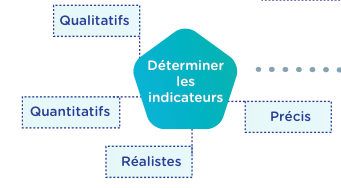 Qualitatifs
Déterminer
les
indicateurs
Quantitatifs
Précis
Réalistes